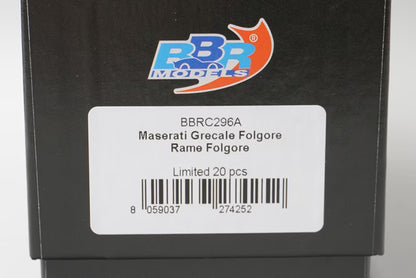 BBR®
MODELS
BBRC296A
Maserati Grecale Folgore
Rame Folgore
Limited 20 pcs
8 059037 274252